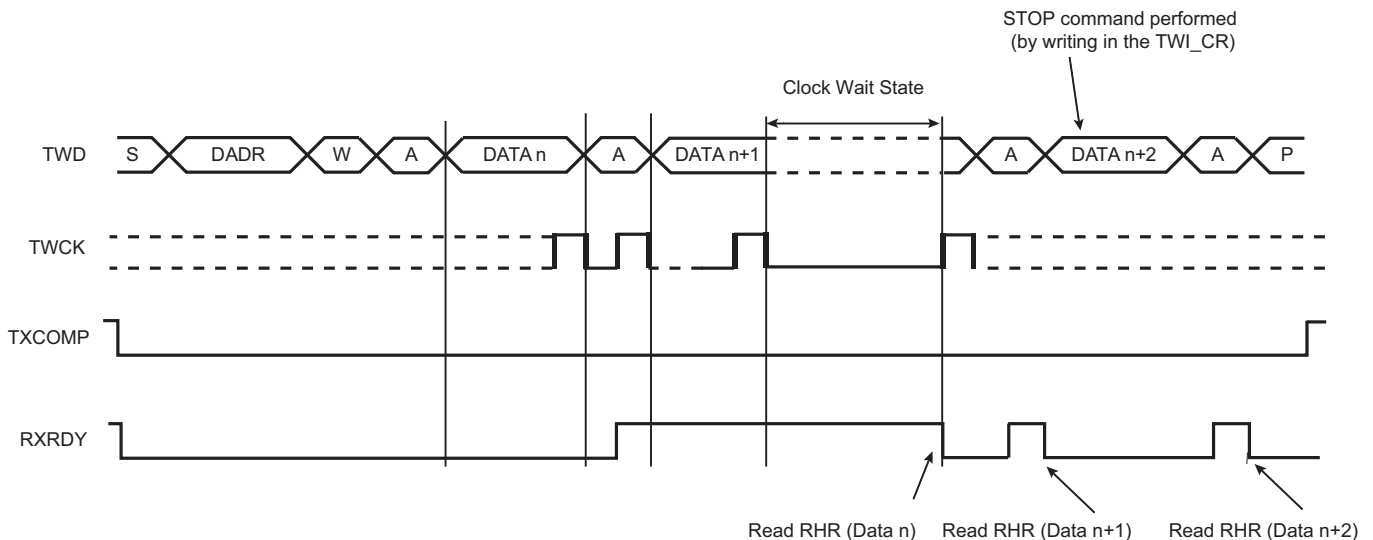 STOP command performed
(by writing in the TWI_CR)
Clock Wait State
TWD
S
DADR
W
A
DATA n
A
DATA n+1
A
DATA n+2
A
P
TWCK
TXCOMP
RXRDY
Read RHR (Data n)
Read RHR (Data n+1)
Read RHR (Data n+2)